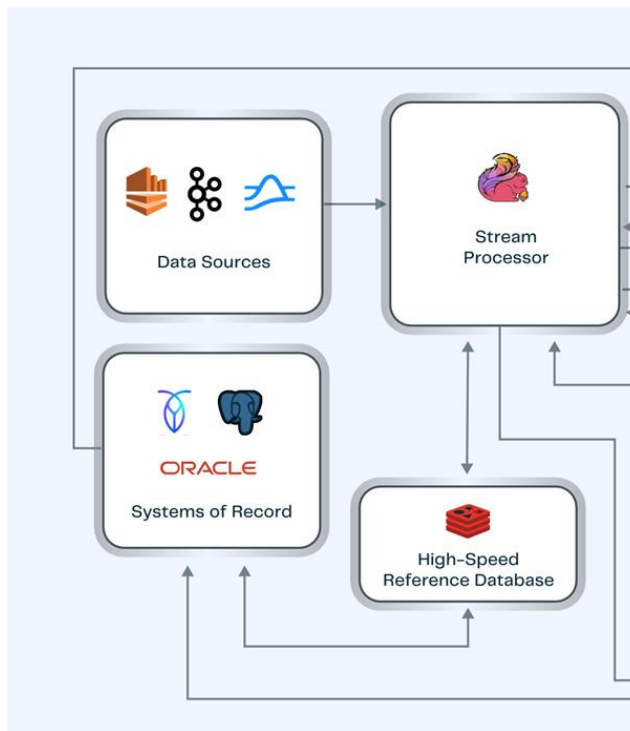 Data Sources
Stream
Processor
ORACLE
Systems of Record
High-Speed
Reference Database